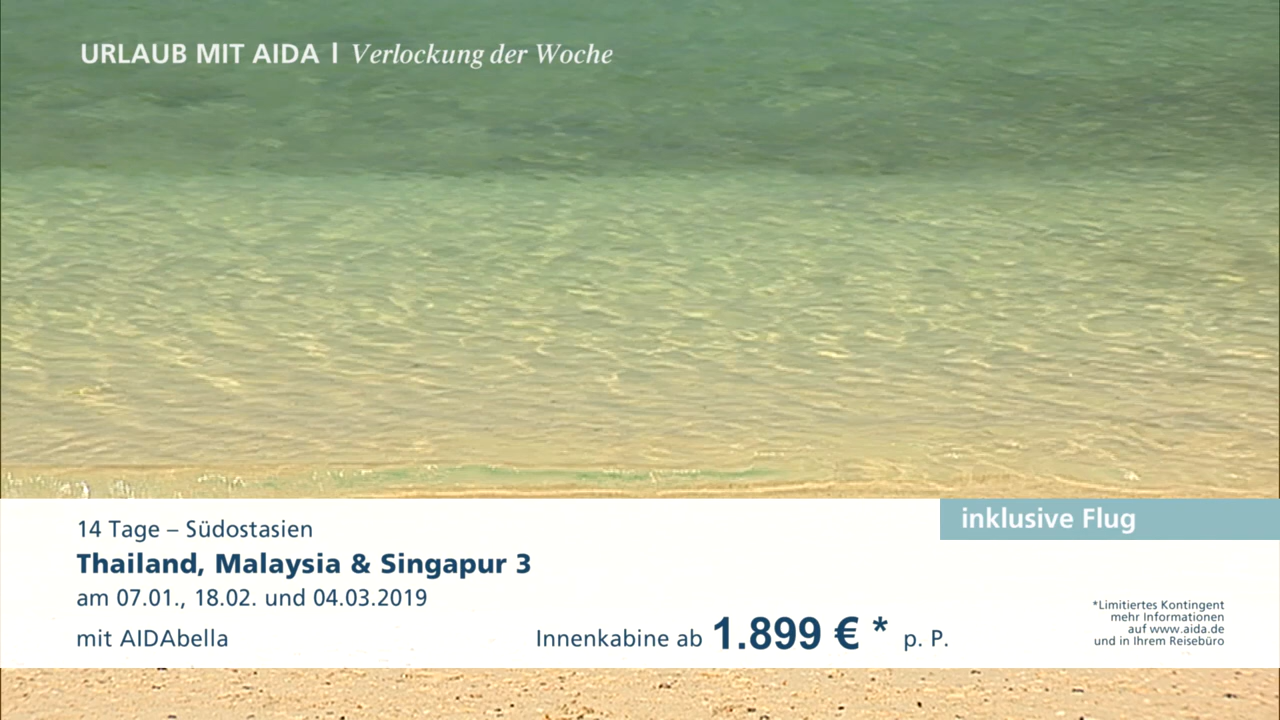 URLAUB MIT AIDA | Verlockung der Woche
14 Tage – Südostasien
inklusive Flug
Thailand, Malaysia & Singapur 3
am 07.01., 18.02. und 04.03.2019
mit AIDAbella
Innenkabine ab 1.899 € * p. P.
*Limitiertes Kontingent
mehr Informationen
auf www.aida.de
und in Ihrem Reisebüro